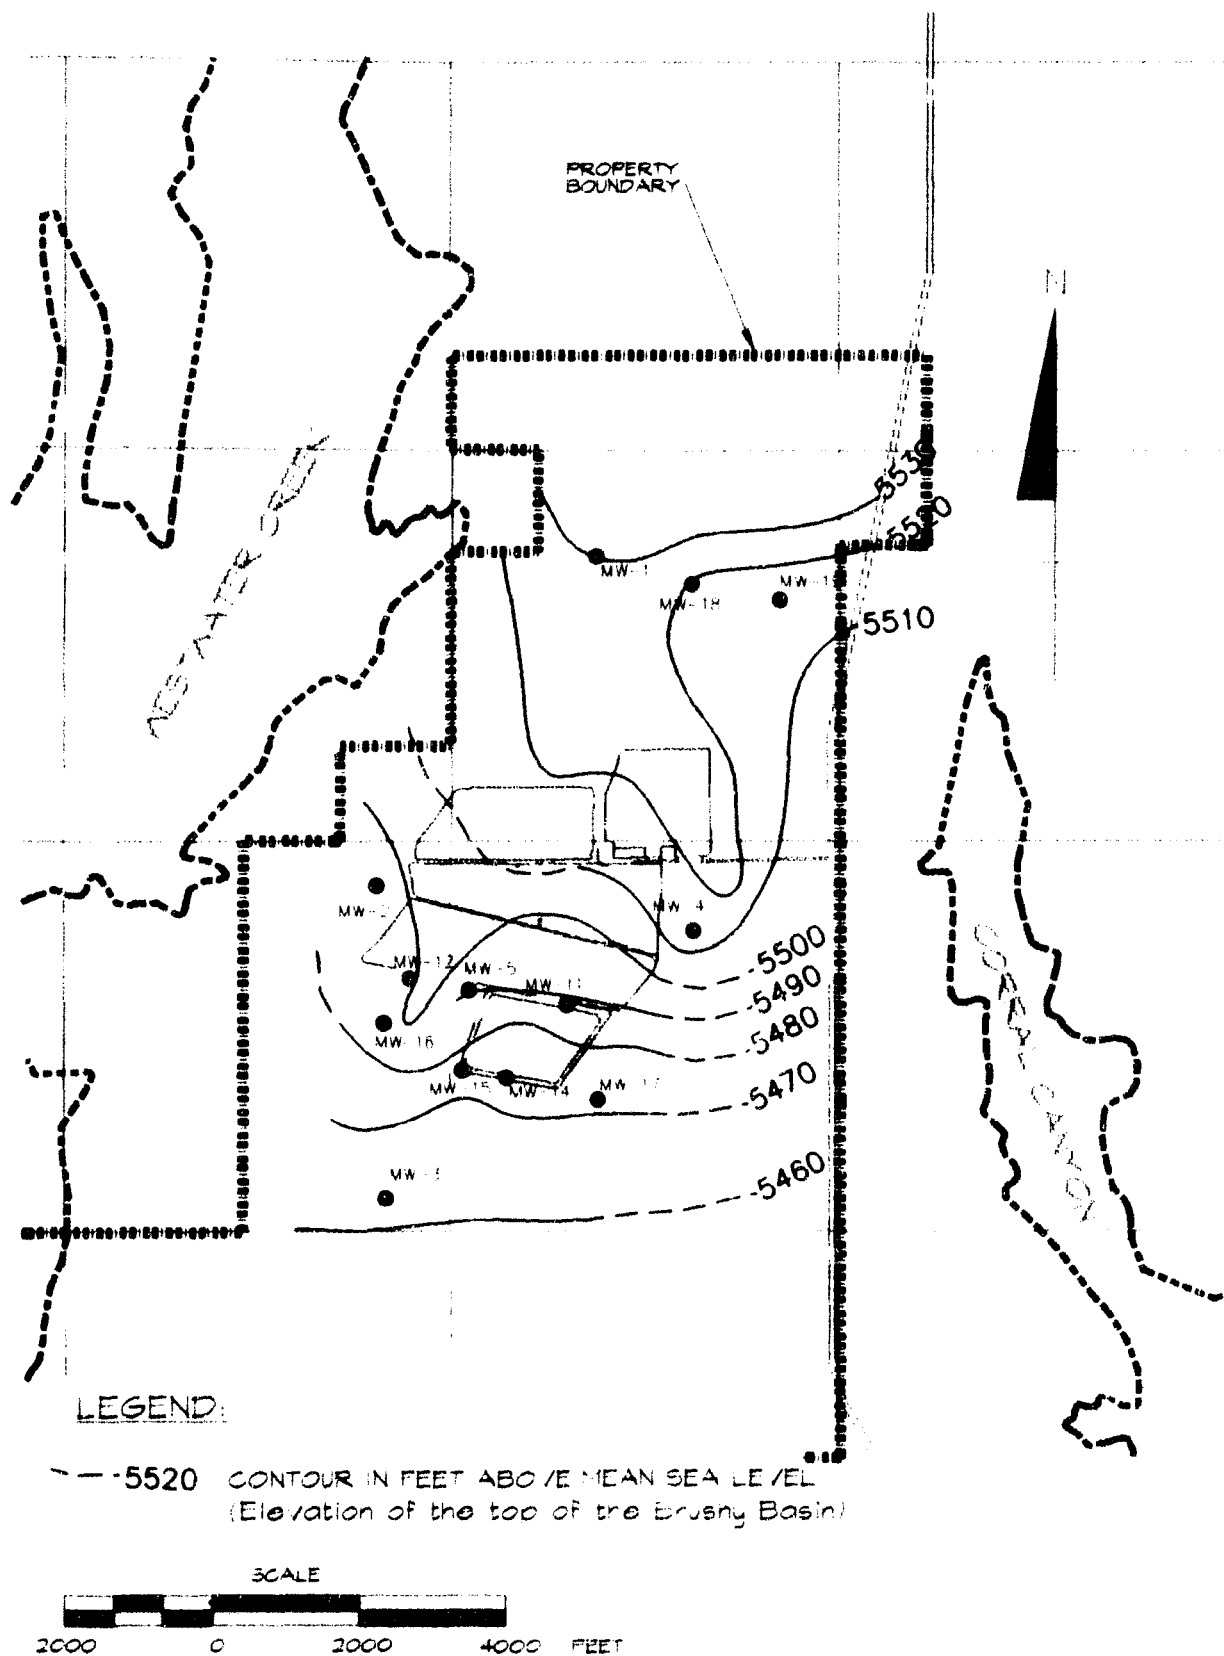 PROPERTY
BOUNDARY
N
5530
5520
5510
MW-1
MW-18
CORRAL CANYON
MW-4
MW-2
MW-12
MW-5
MW-11
MW-16
MW-15
MW-14
MW-17
MW-3
5500
5490
5480
5470
5460
LEGEND:
5520 CONTOUR IN FEET ABOVE MEAN SEA LEVEL
(Elevation of the top of the Brushy Basin)
SCALE
2000 0 2000 4000 FEET